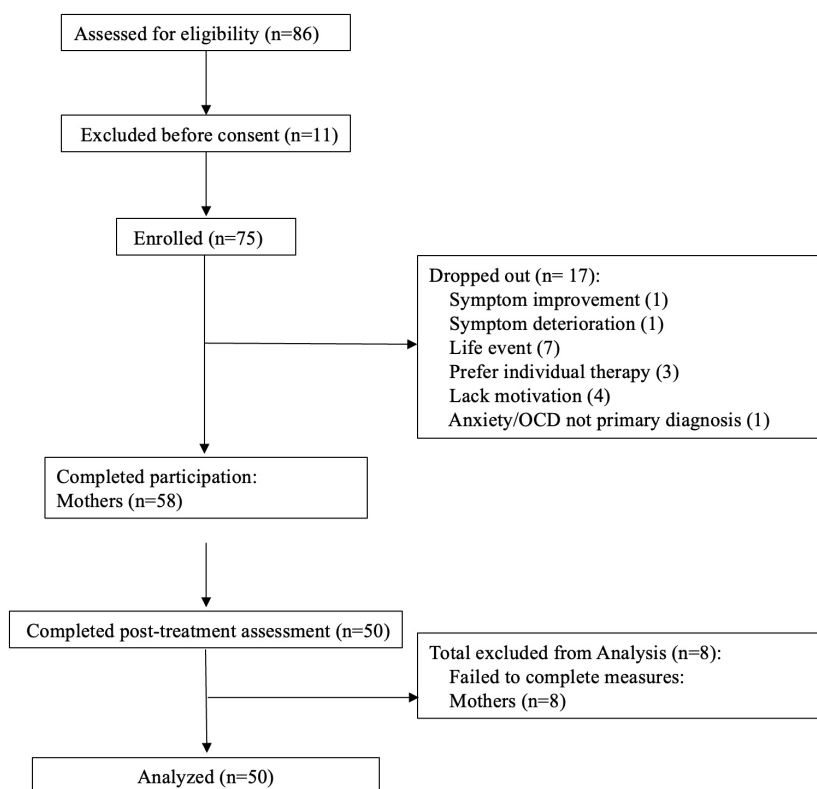 Assessed for eligibility (n=86)
Excluded before consent (n=11)
Enrolled (n=75)
Dropped out (n= 17):
Symptom improvement (1)
Symptom deterioration (1)
Life event (7)
Prefer individual therapy (3)
Lack motivation (4)
Anxiety/OCD not primary diagnosis (1)
Completed participation:
Mothers (n=58)
Completed post-treatment assessment (n=50)
Total excluded from Analysis (n=8):
Failed to complete measures:
Mothers (n=8)
Analyzed (n=50)